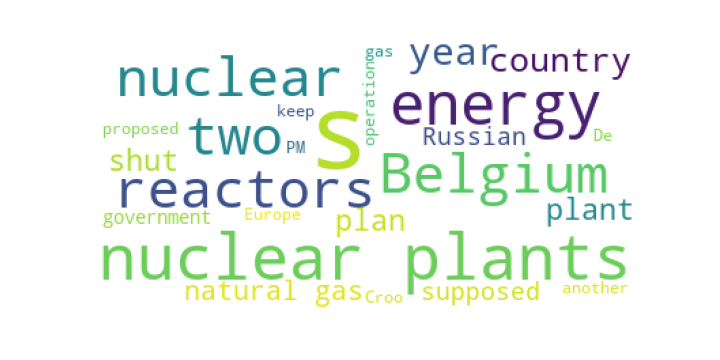 gas
year
country
nuclear
energy
operation
keep
s
proposed
two
PM
Russian
De
shut
Belgium
reactors
plant
government
Europe
plan
nuclear plants
natural gas
Croo
supposed
another